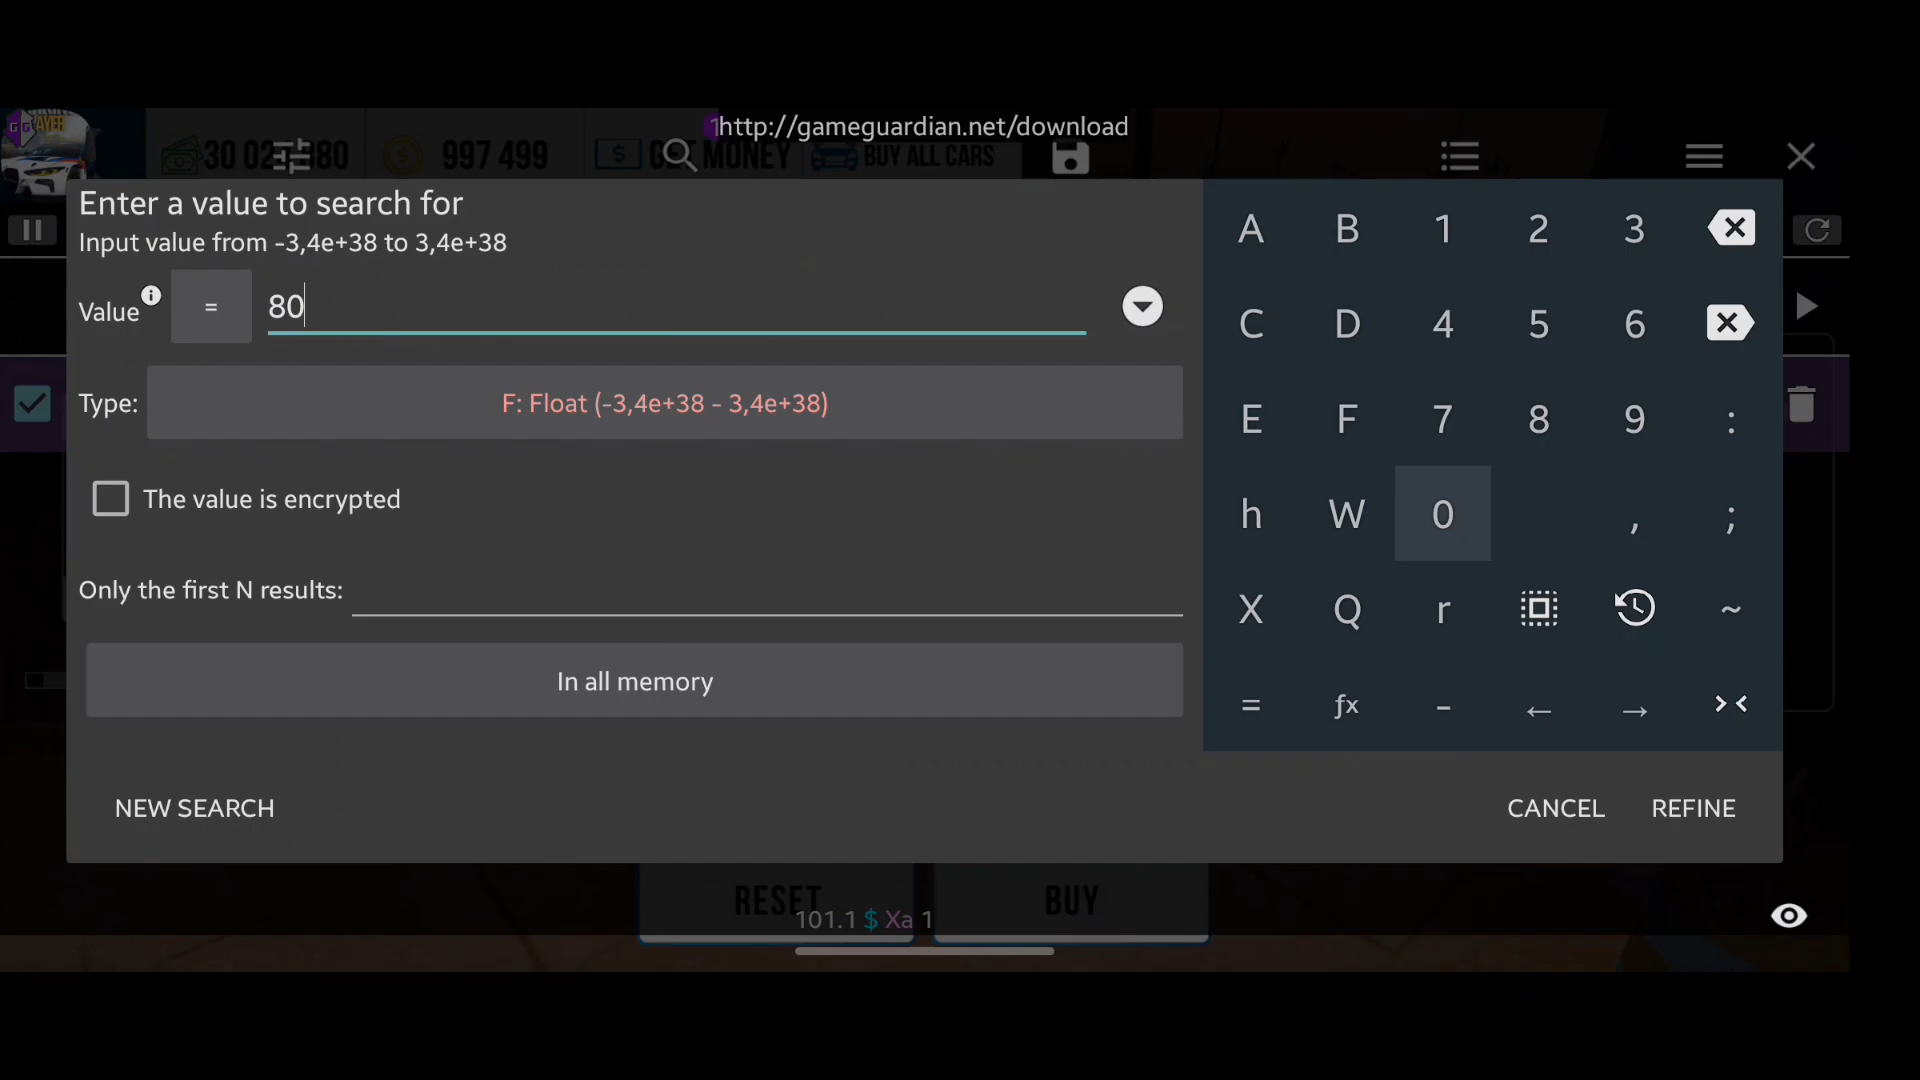 http://gameguardian.net/download
997 499
GET MONEY
BUY ALL CARS
Enter a value to search for
Input value from -3,4e+38 to 3,4e+38
Value
=
80
Type:
F: Float (-3,4e+38 - 3,4e+38)
The value is encrypted
Only the first N results:
In all memory
NEW SEARCH
CANCEL
REFINE
A B 1 2 3
C D 4 5 6
E F 7 8 9 :
h W 0 , ;
X Q r ~
= ƒx - ← → > <
RESET
BUY
101.1 $ Xa 1